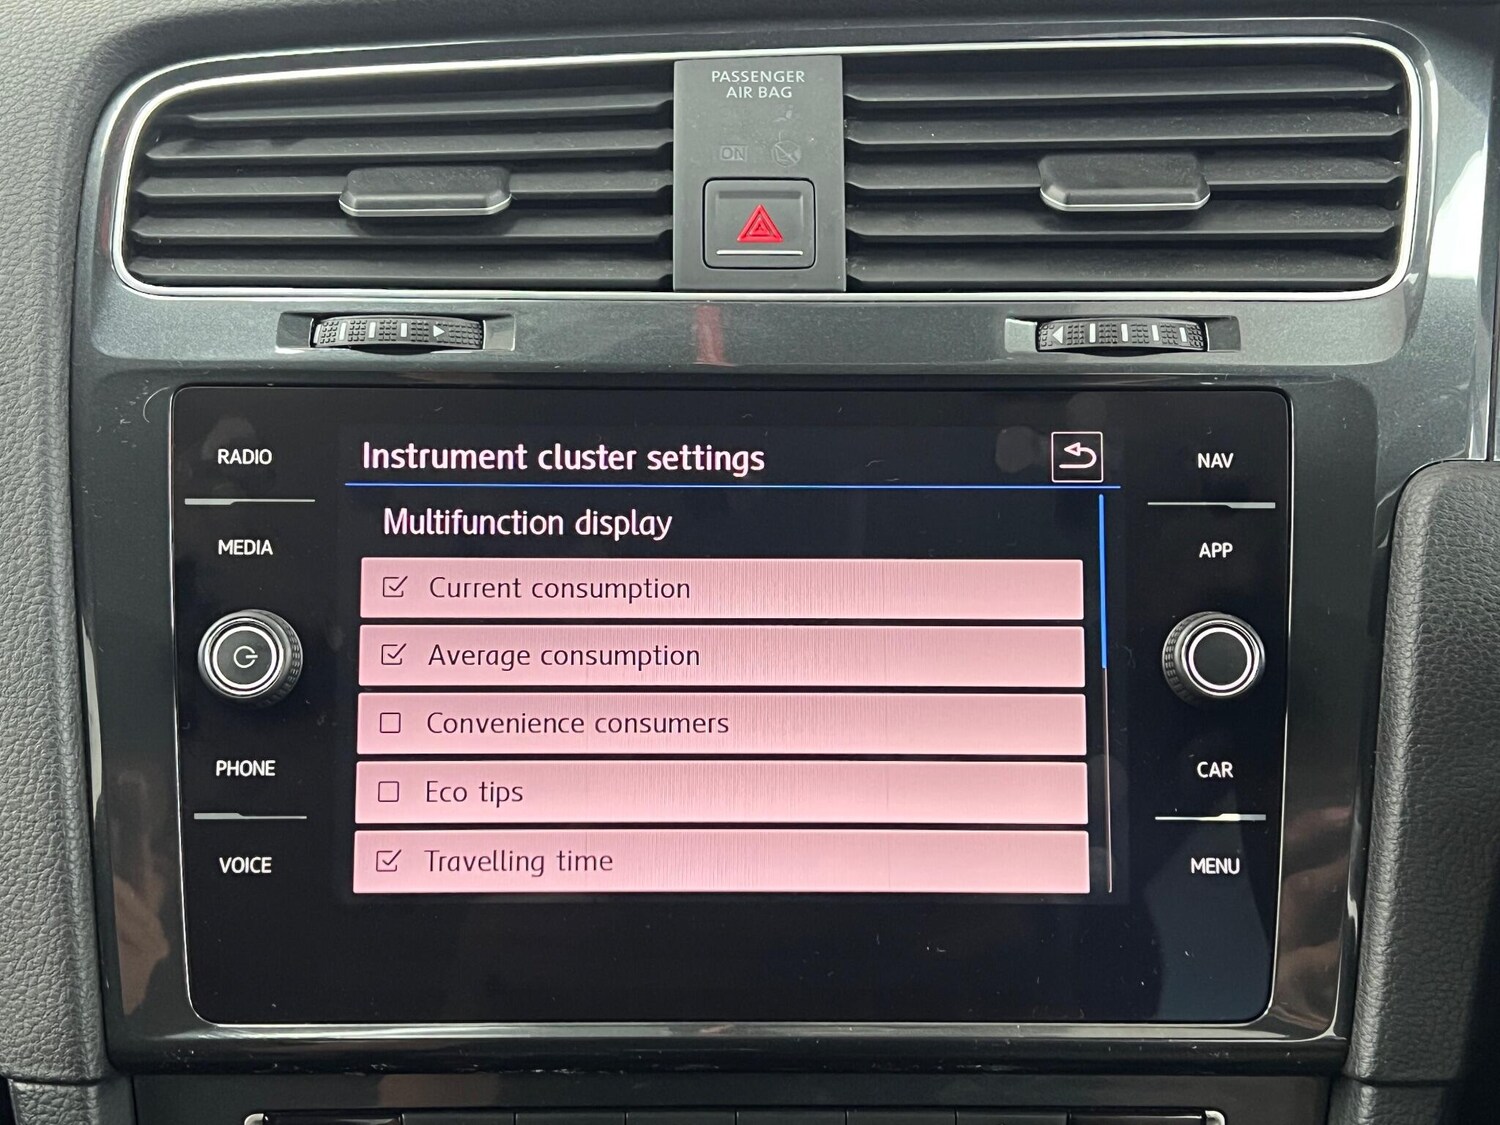 PASSENGER
AIR BAG
ON
RADIO
MEDIA
PHONE
VOICE
Instrument cluster settings
Multifunction display
Current consumption
Average consumption
Convenience consumers
Eco tips
Travelling time
NAV
APP
CAR
MENU